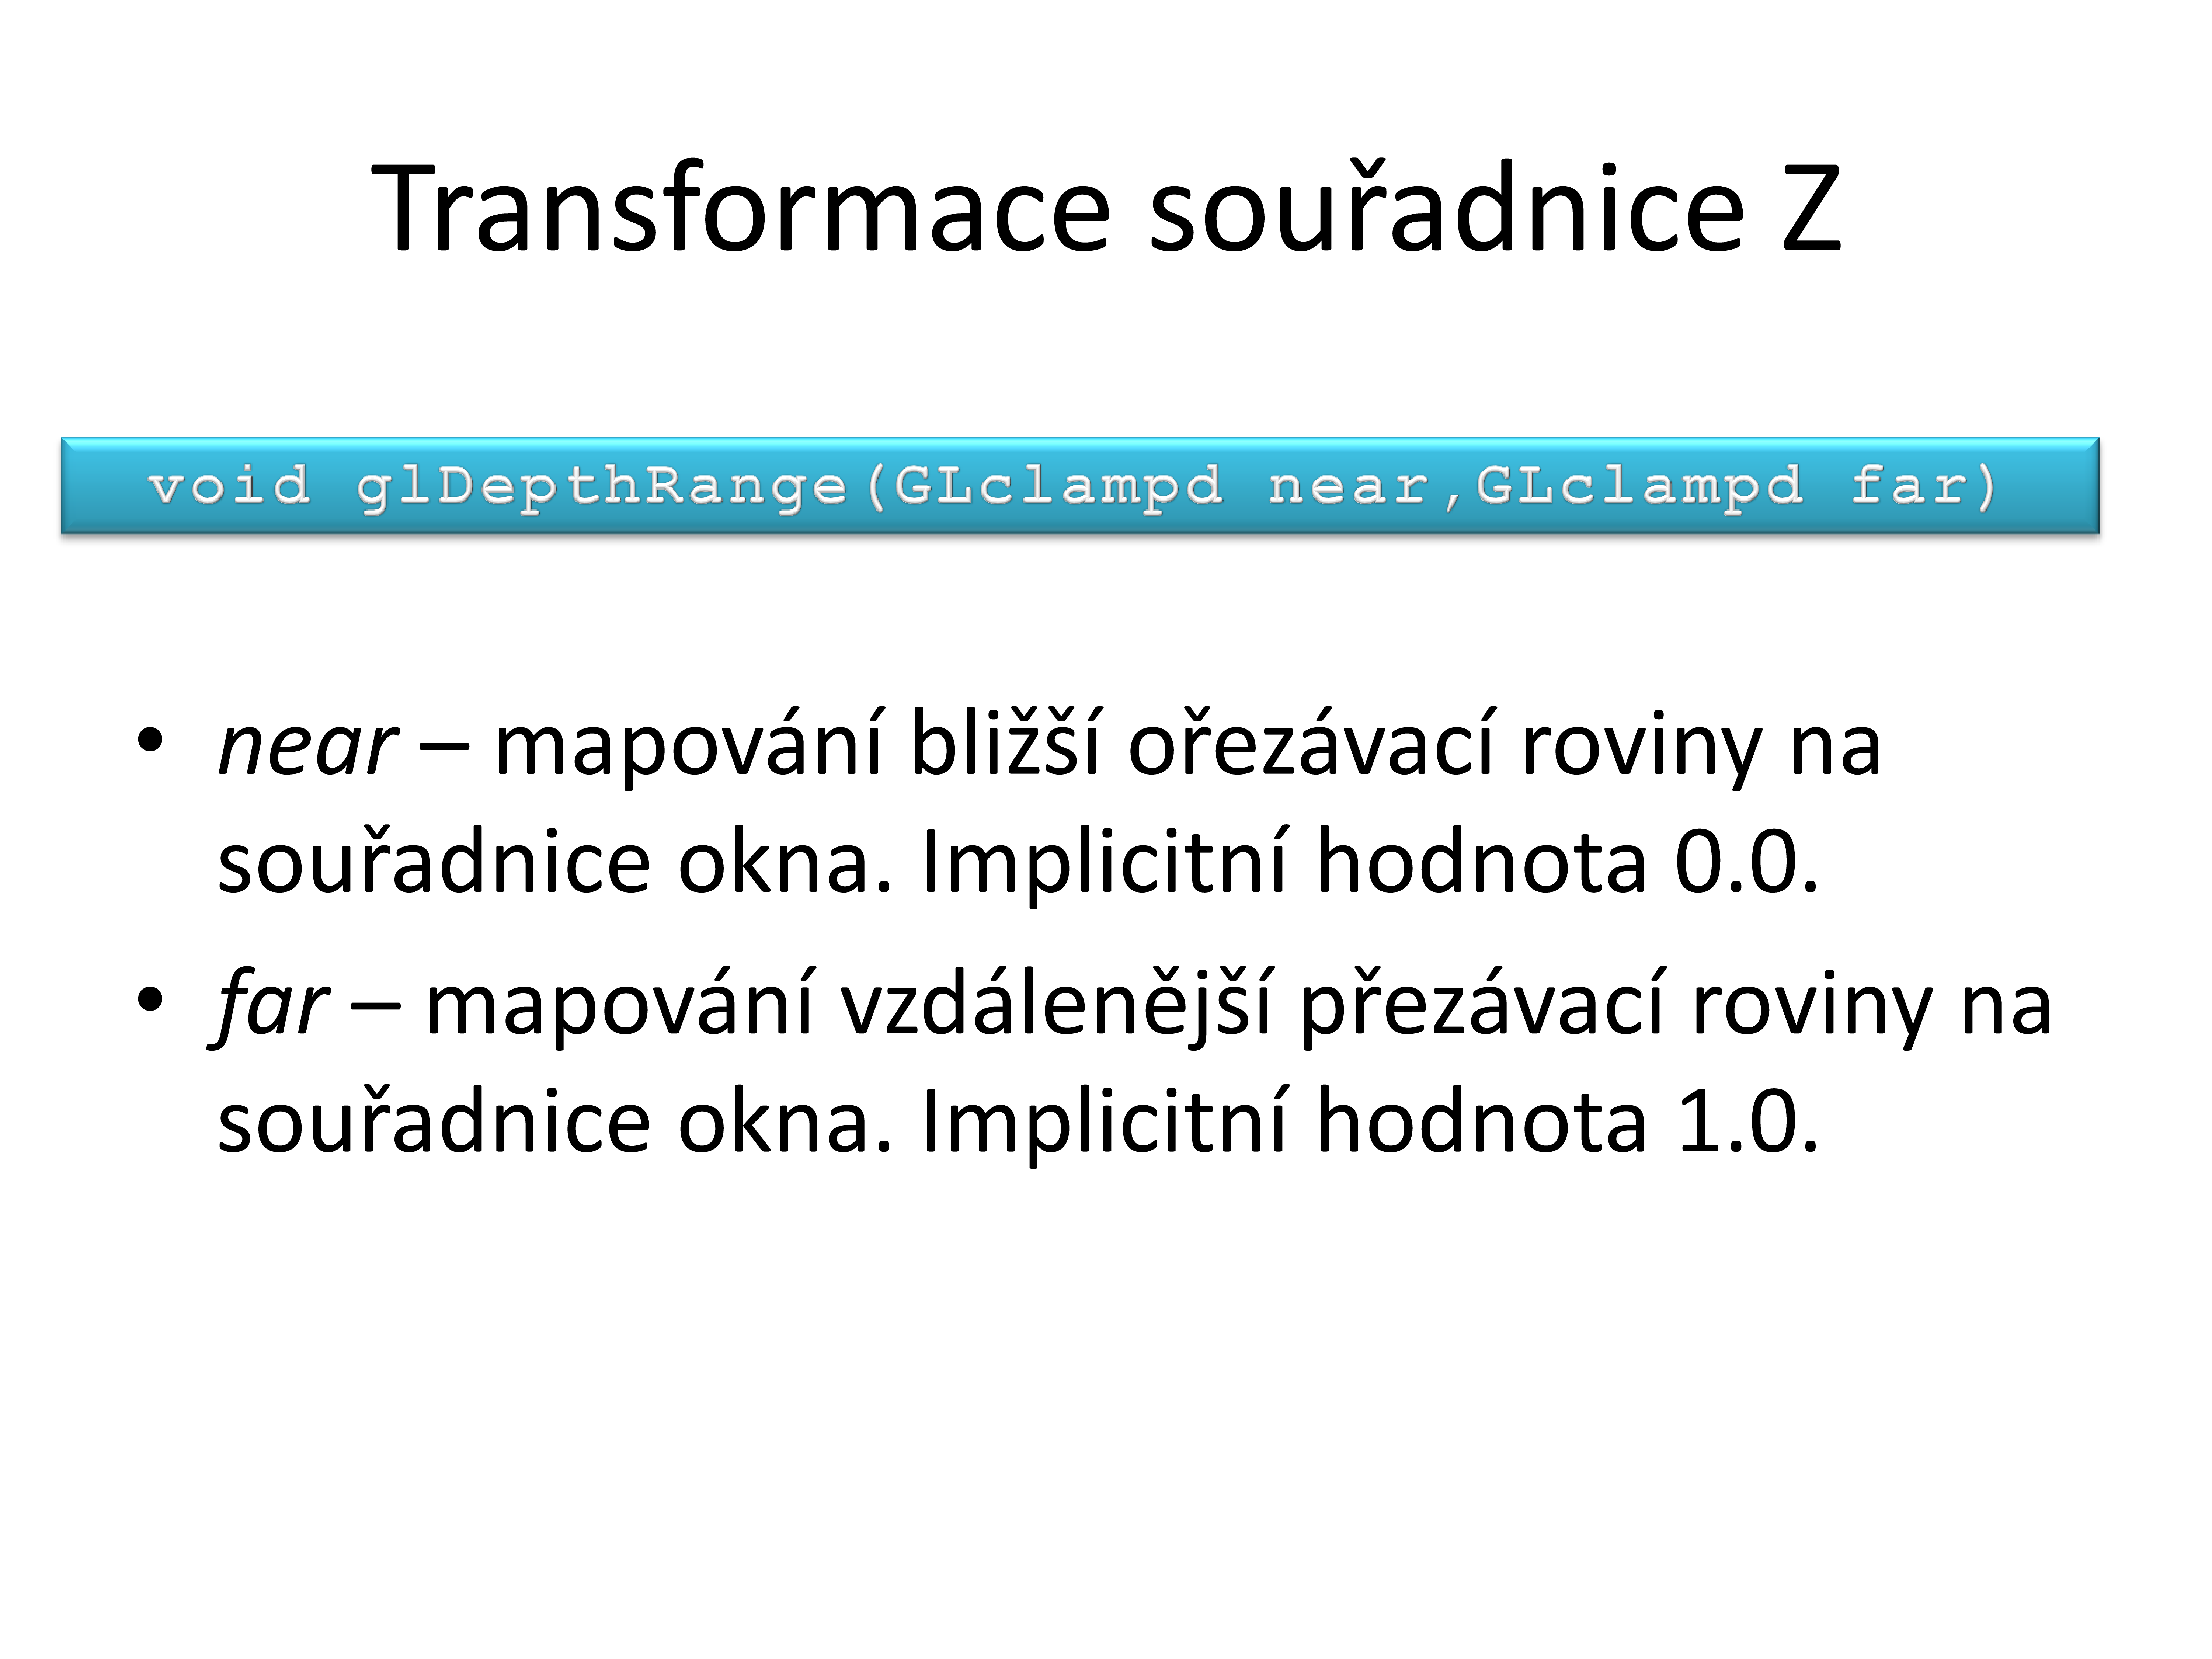 Transformace souřadnice Z
void glDepthRange(GLclampd near,GLclampd far)
• near – mapování bližší ořezávací roviny na
souřadnice okna. Implicitní hodnota 0.0.
• far – mapování vzdálenější přezávací roviny na
souřadnice okna. Implicitní hodnota 1.0.